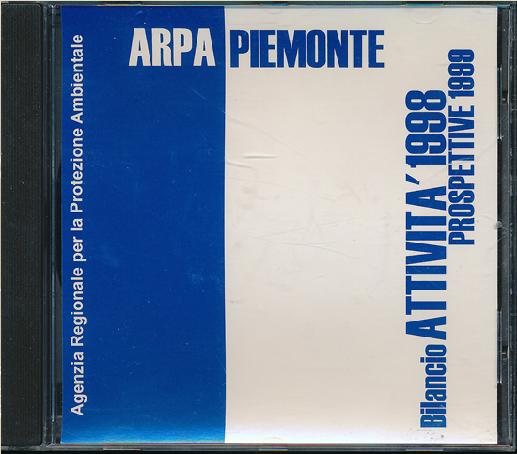 ARPA PIEMONTE
Agenzia Regionale per la Protezione Ambientale
Bilancio ATTIVITA' 1998
PROSPETTIVE 1999